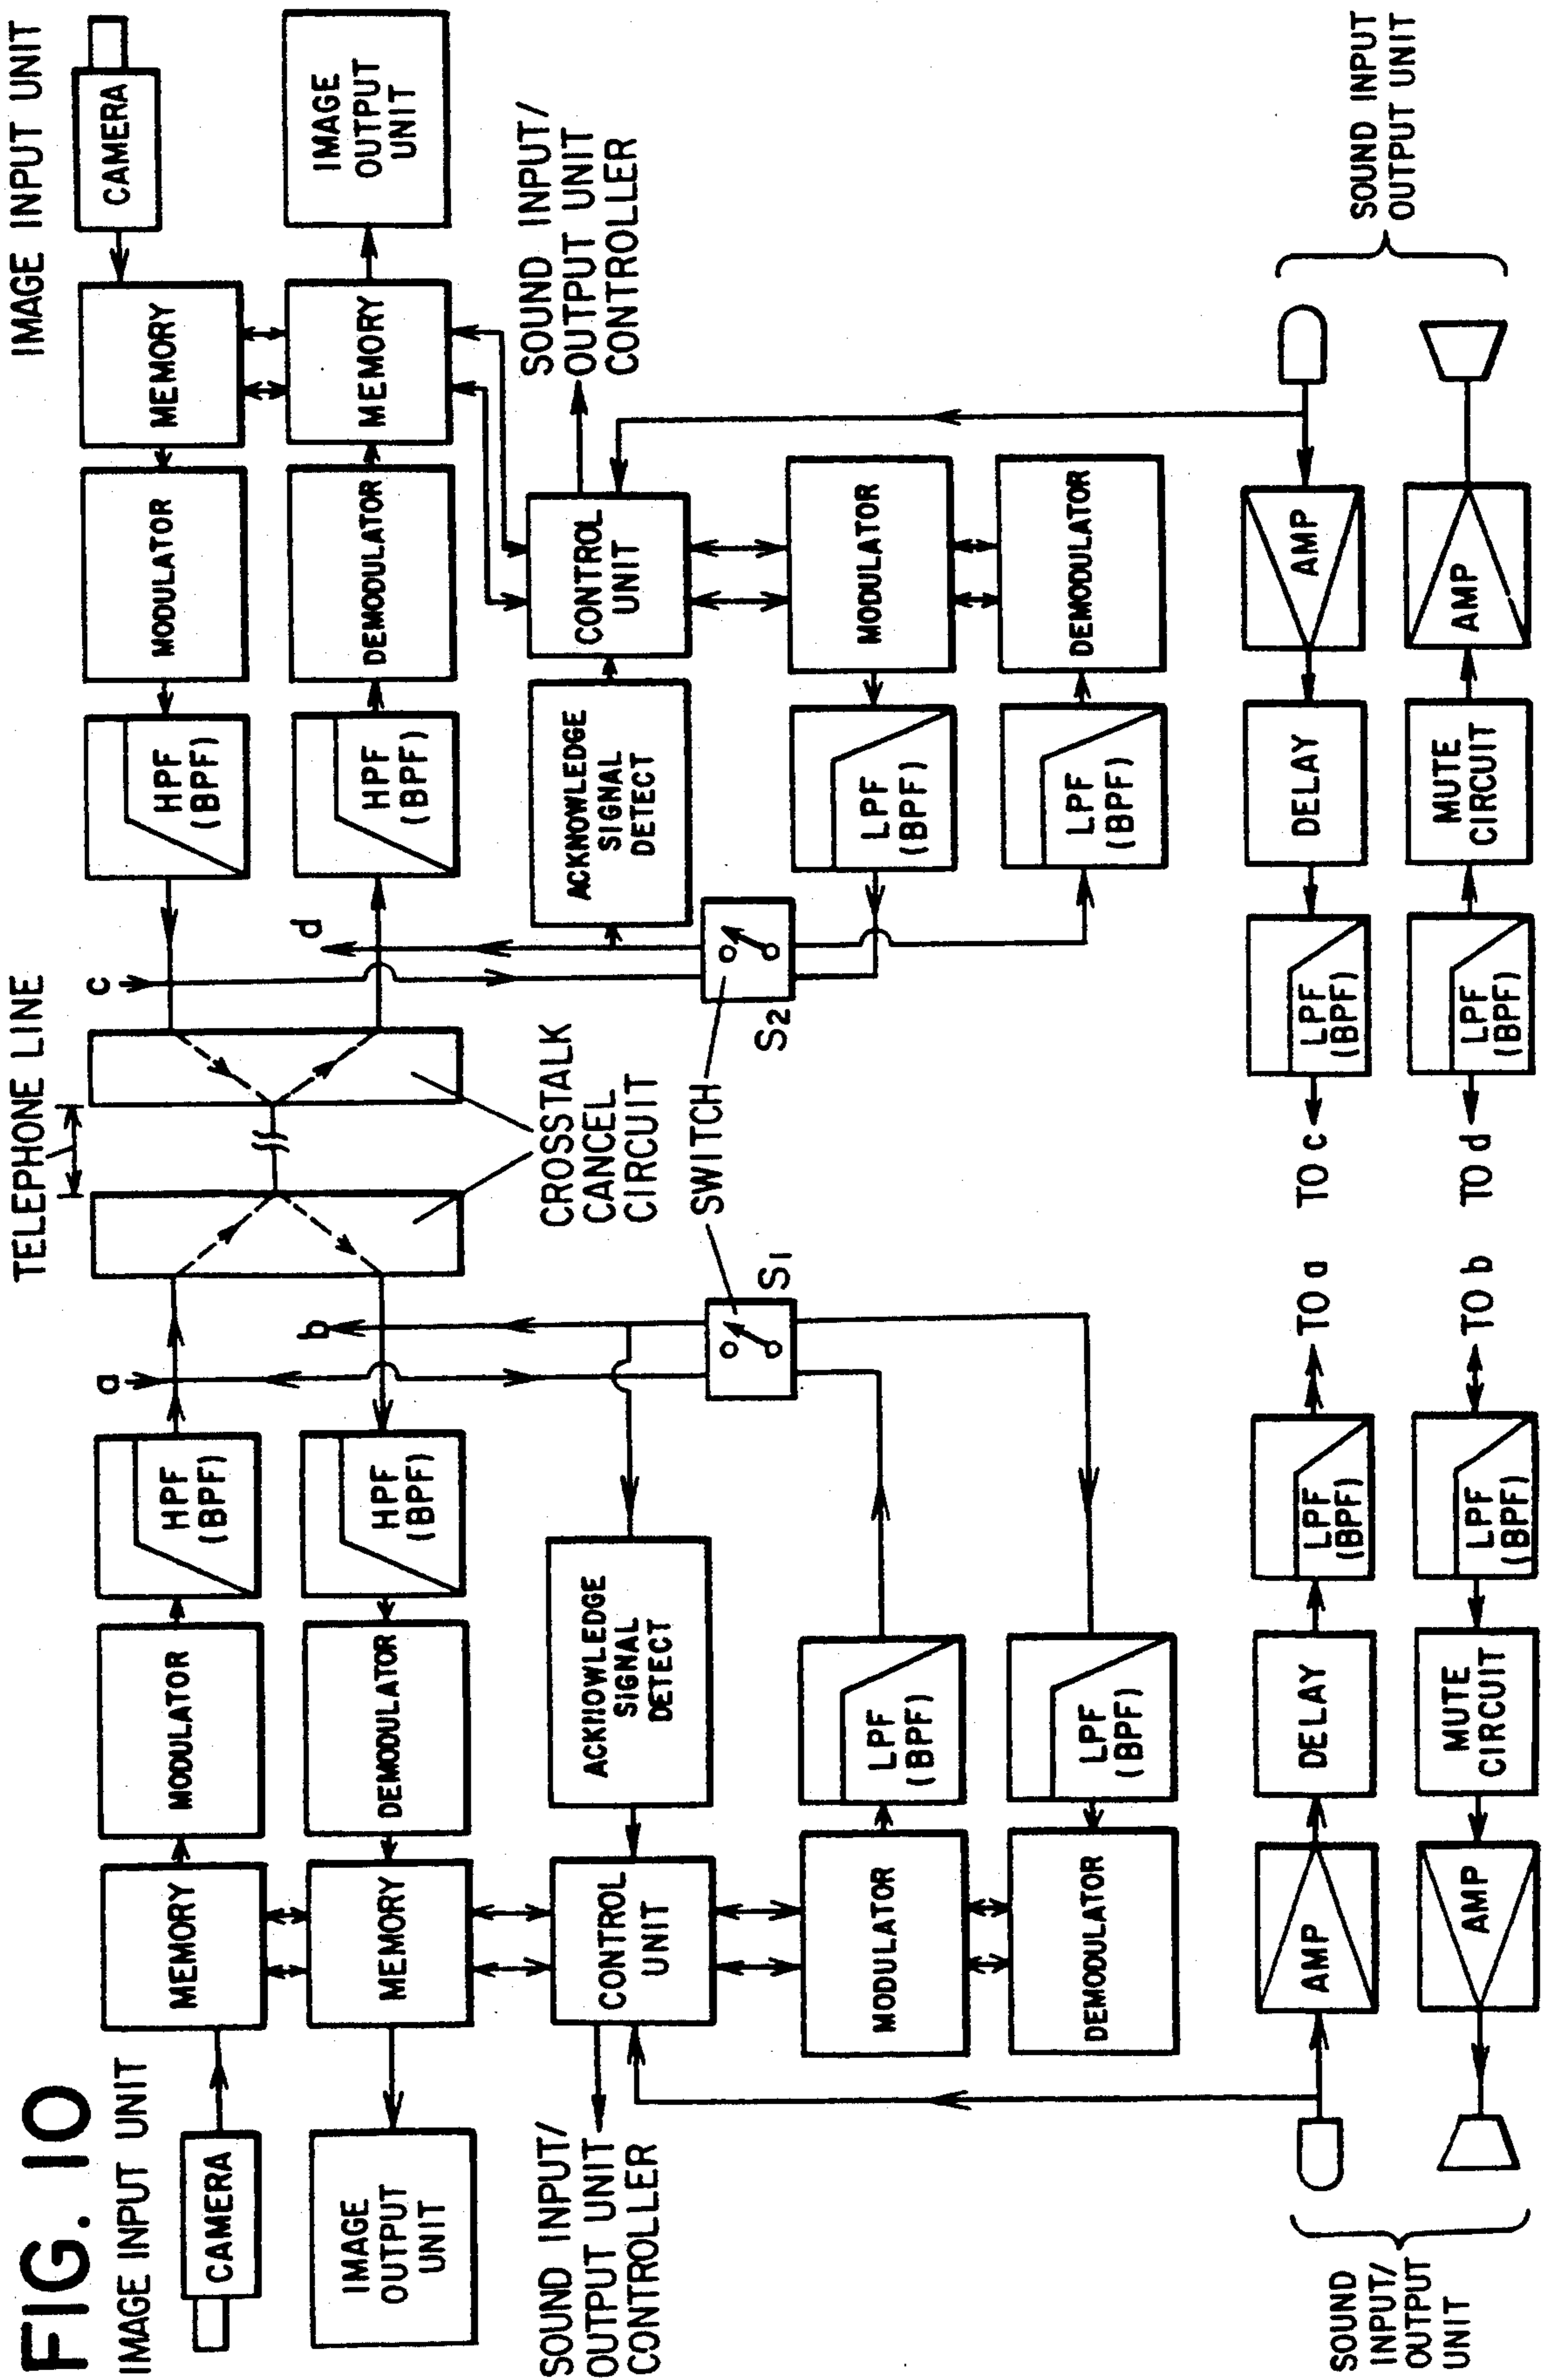 FIG. 10
IMAGE INPUT UNIT
TELEPHONE LINE
IMAGE INPUT UNIT
CAMERA
MEMORY
MODULATOR
HPF
(BPF)
a
c
HPF
(BPF)
MODULATOR
MEMORY
CAMERA
IMAGE
OUTPUT
UNIT
MEMORY
DEMODULATOR
HPF
(BPF)
b
d
HPF
(BPF)
DEMODULATOR
MEMORY
IMAGE
OUTPUT
UNIT
SOUND INPUT/
OUTPUT UNIT
CONTROLLER
CONTROL
UNIT
ACKNOWLEDGE
SIGNAL
DETECT
CROSSTALK
CANCEL
CIRCUIT
ACKNOWLEDGE
SIGNAL
DETECT
CONTROL
UNIT
SOUND INPUT/
OUTPUT UNIT
CONTROLLER
SWITCH
S1
S2
MODULATOR
LPF
(BPF)
LPF
(BPF)
MODULATOR
DEMODULATOR
LPF
(BPF)
LPF
(BPF)
DEMODULATOR
SOUND
INPUT/
OUTPUT
UNIT
AMP
DELAY
LPF
(BPF)
TO a
TO c
LPF
(BPF)
DELAY
AMP
SOUND INPUT
OUTPUT UNIT
AMP
MUTE
CIRCUIT
LPF
(BPF)
TO b
TO d
LPF
(BPF)
MUTE
CIRCUIT
AMP